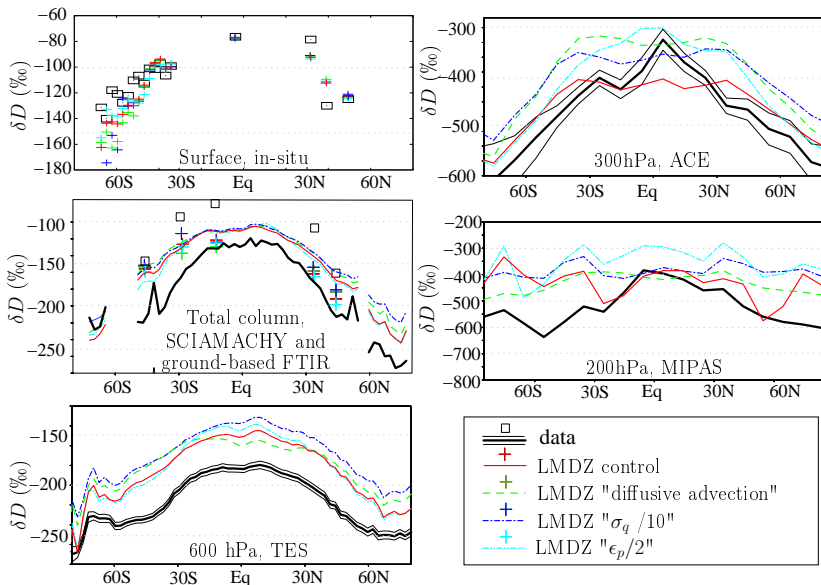 −60
−80
−100
−120
−140
−160
−180
δD (‰)
Surface, in-situ
60S 30S Eq 30N 60N
−300
−400
−500
−600
δD (‰)
300hPa, ACE
60S 30S Eq 30N 60N
−100
−150
−200
−250
δD (‰)
Total column,
SCIAMACHY and
ground-based FTIR
60S 30S Eq 30N 60N
−200
−300
−400
−500
−600
−700
−800
δD (‰)
200hPa, MIPAS
60S 30S Eq 30N 60N
−150
−200
−250
δD (‰)
600 hPa, TES
60S 30S Eq 30N 60N
data
LMDZ control
LMDZ "diffusive advection"
LMDZ "σq /10"
LMDZ "ϵp/2"